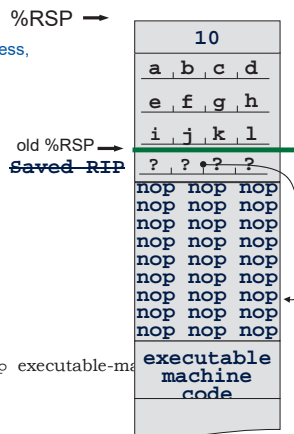 %RSP
10
ess,
a b c d
e f g h
old %RSP
i j k l
Saved RIP
? ? ? ?
nop nop nop
nop nop nop
nop nop nop
nop nop nop
nop nop nop
nop nop nop
nop nop nop
nop nop nop
nop nop nop
p executable-ma
executable
machine
code